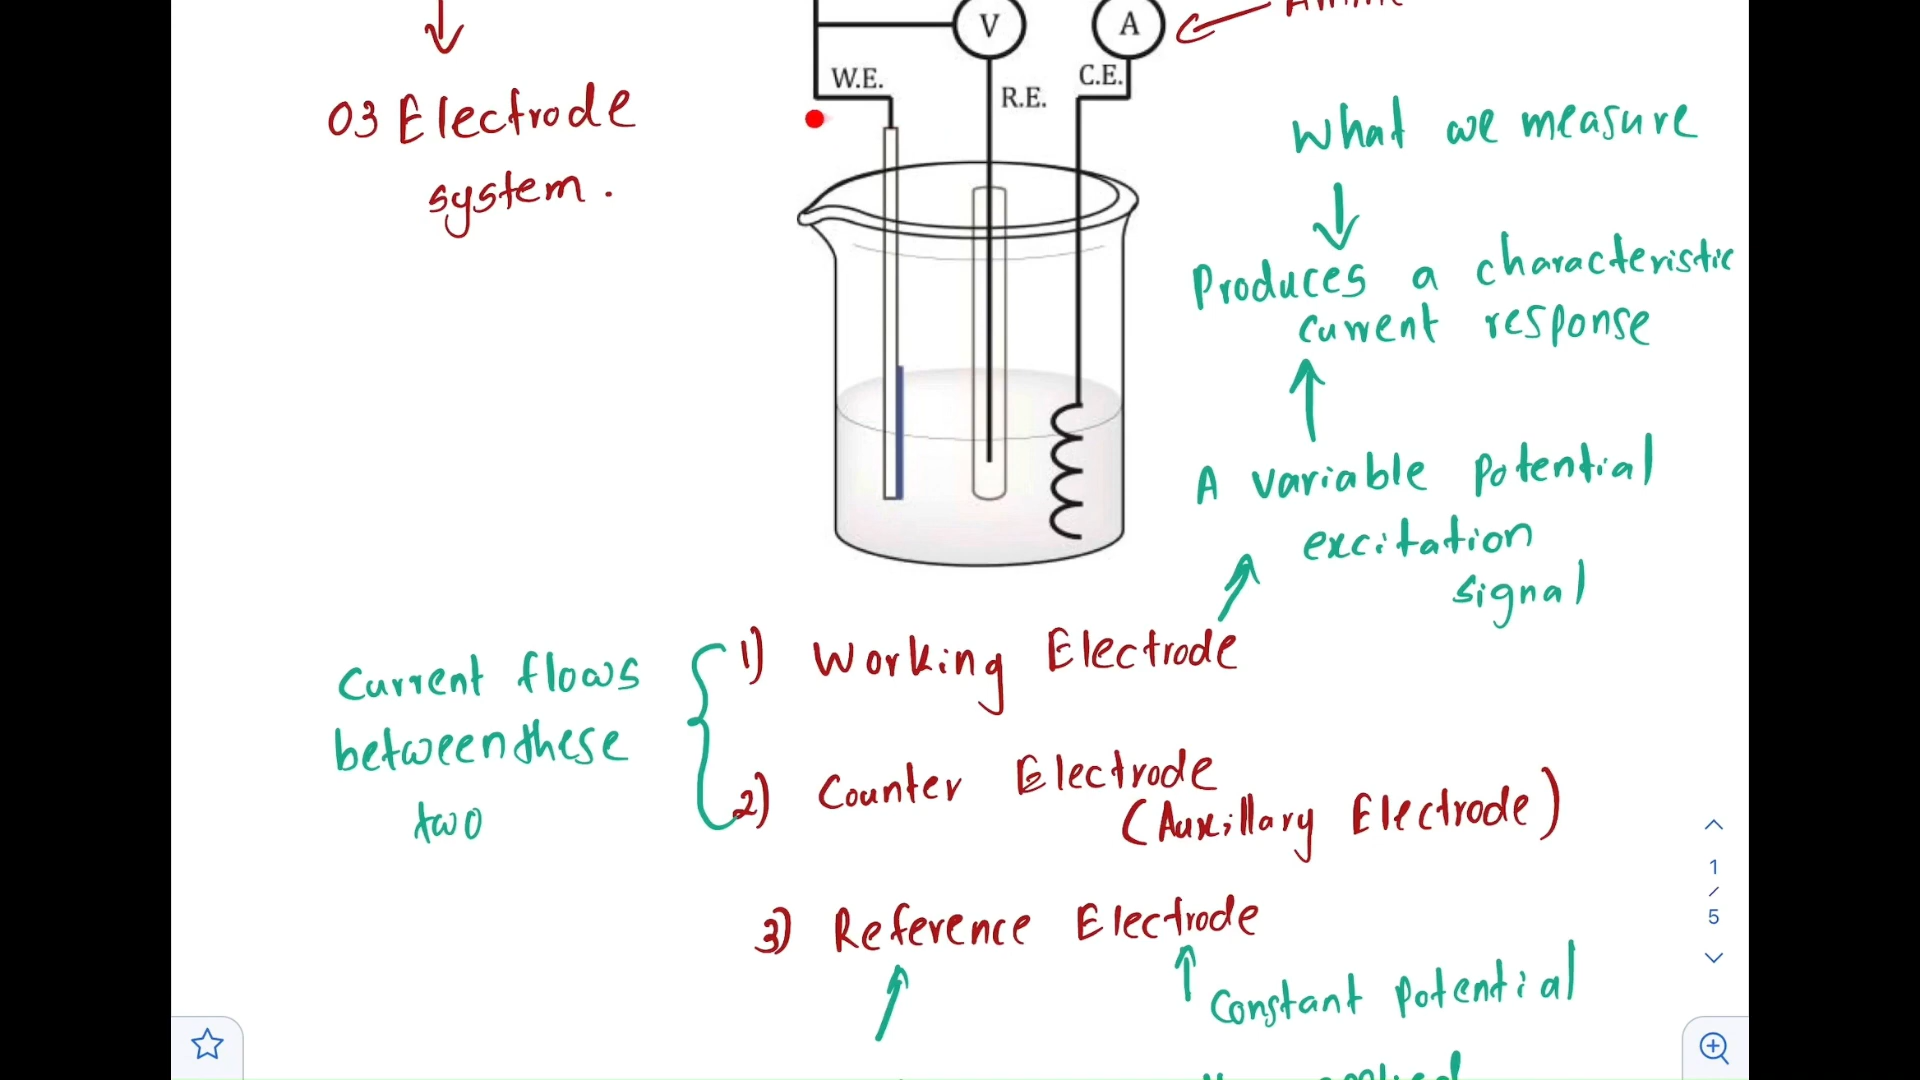 V
A
W.E.
R.E.
C.E.
03 Electrode
system.
What we measure
Produces a characteristic
current response
A variable potential
excitation
signal
Current flows
between these
two
1) Working Electrode
2) Counter Electrode
(Auxillary Electrode)
3) Reference Electrode
Constant potential
1
/
5